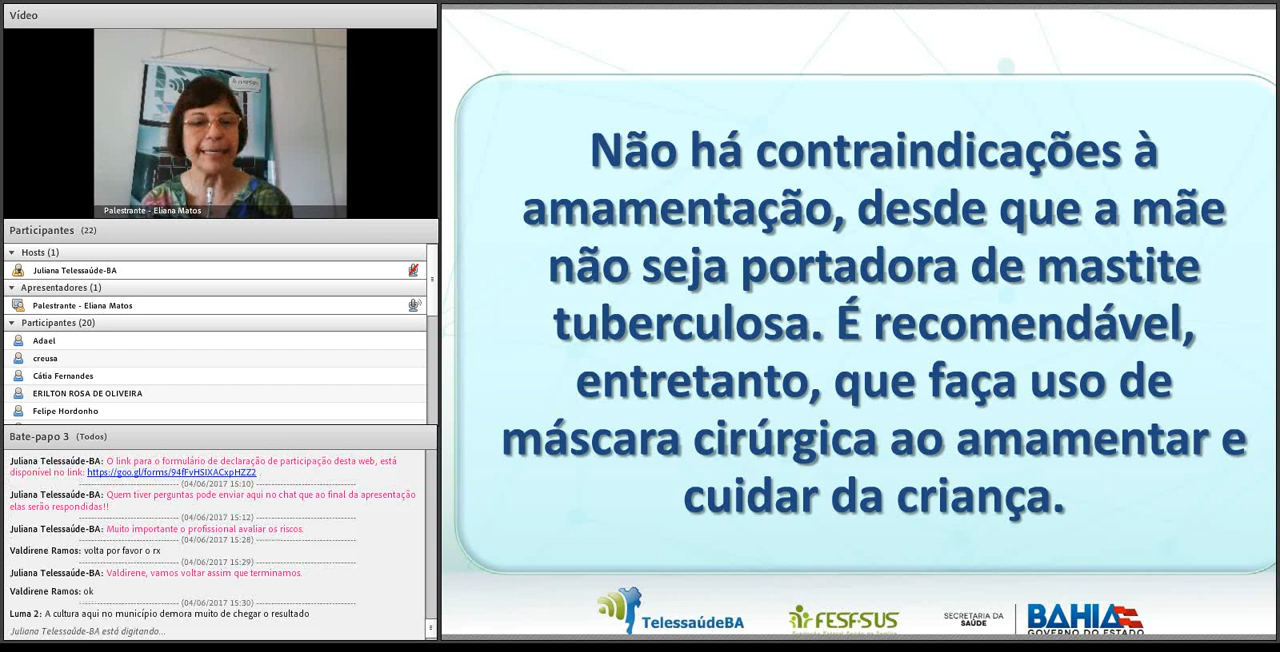 Vídeo
A carreta
Palestrante - Eliana Matos
Participantes (22)
Hosts (1)
Juliana Telessaúde-BA
Apresentadores (1)
Palestrante - Eliana Matos
Participantes (20)
Adael
creusa
Cátia Fernandes
ERILTON ROSA DE OLIVEIRA
Felipe Hordonho
Bate-papo 3 (Todos)
Juliana Telessaúde-BA: O link para o formulário de declaração de participação desta web, está
disponível no link: https://goo.gl/forms/94fFvHSIXACxpHZZ2 .
------------------------------ (04/06/2017 15:10) ------------------------------
Juliana Telessaúde-BA: Quem tiver perguntas pode enviar aqui no chat que ao final da apresentação
elas serão respondidas!!
------------------------------ (04/06/2017 15:12) ------------------------------
Juliana Telessaúde-BA: Muito importante o profissional avaliar os riscos.
------------------------------ (04/06/2017 15:28) ------------------------------
Valdirene Ramos: volta por favor o rx
------------------------------ (04/06/2017 15:29) ------------------------------
Juliana Telessaúde-BA: Valdirene, vamos voltar assim que terminamos.
Valdirene Ramos: ok
------------------------------ (04/06/2017 15:30) ------------------------------
Luma 2: A cultura aqui no município demora muito de chegar o resultado
Juliana Telessaúde-BA está digitando...
Não há contraindicações à
amamentação, desde que a mãe
não seja portadora de mastite
tuberculosa. É recomendável,
entretanto, que faça uso de
máscara cirúrgica ao amamentar e
cuidar da criança.
TelessaúdeBA
FESF-SUS
SECRETARIA DA
SAÚDE
BAHIA
GOVERNO DO ESTADO